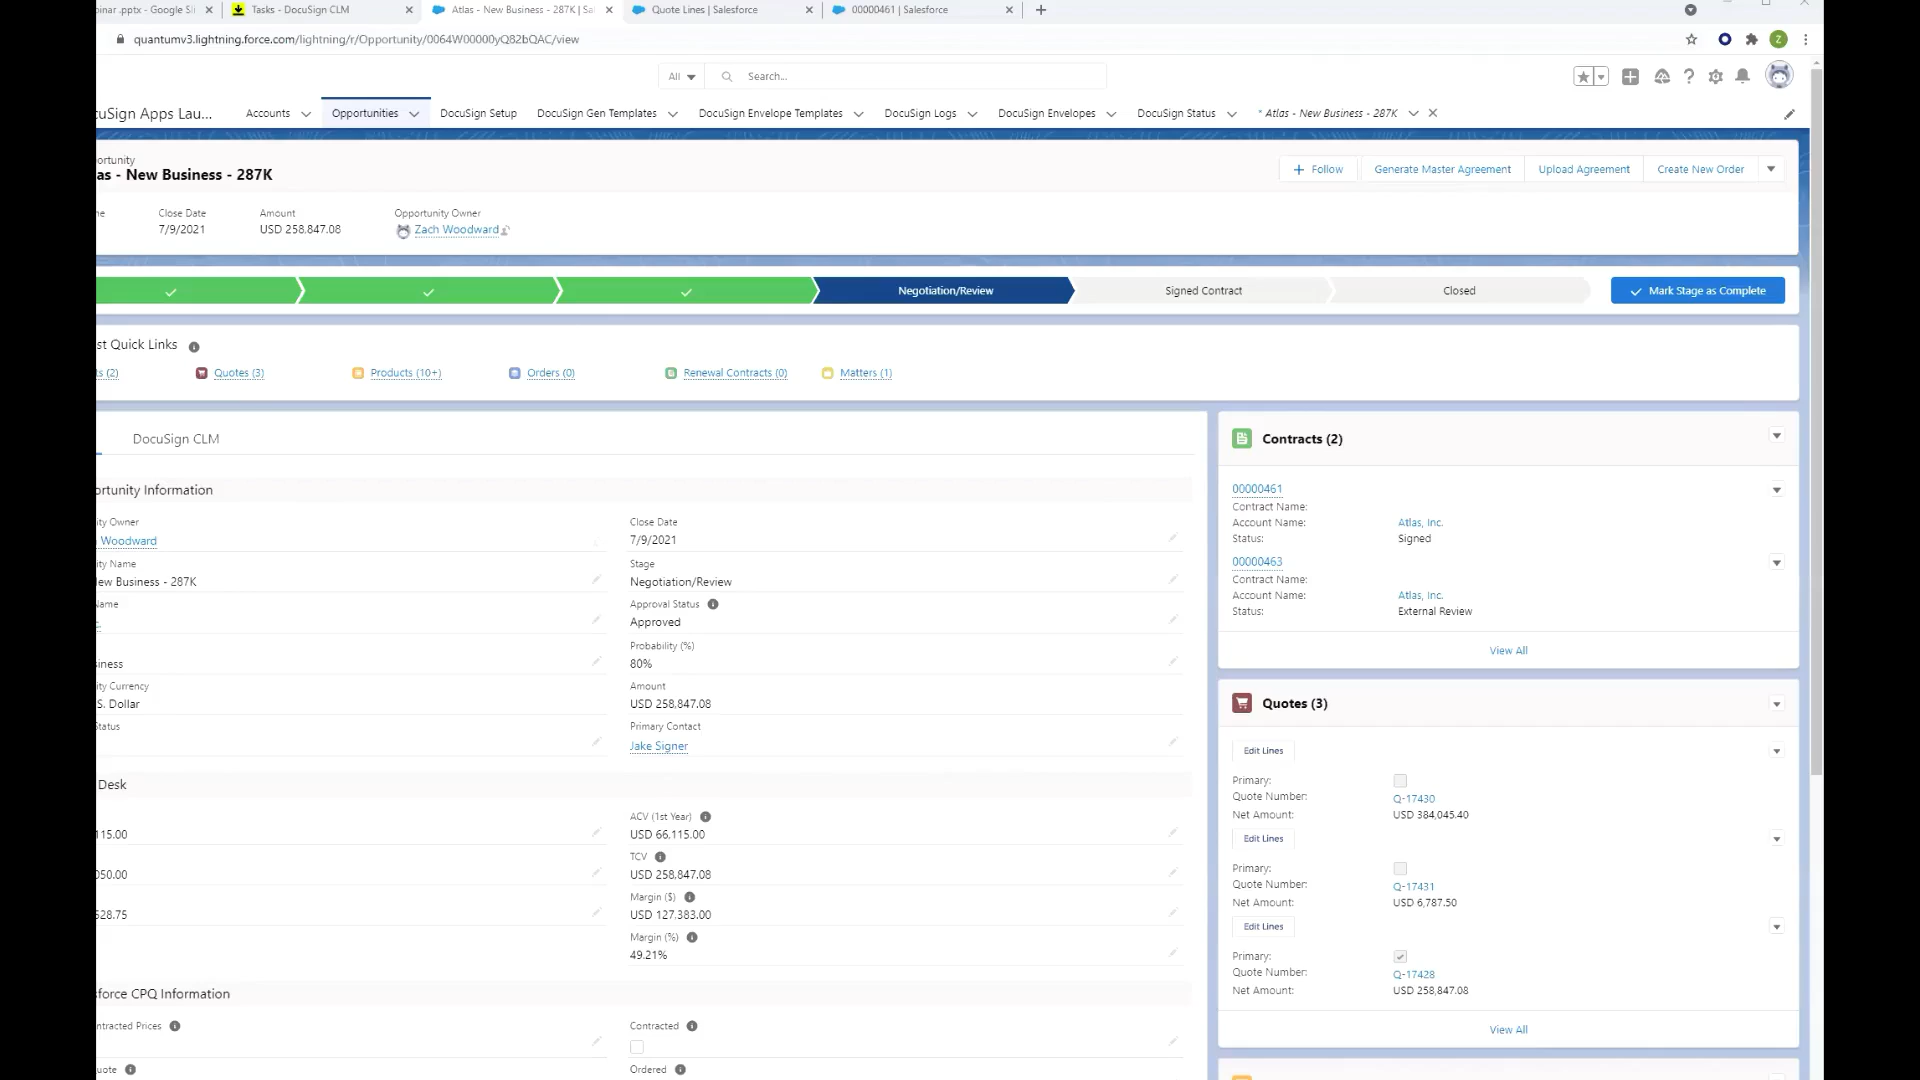 inar .pptx - Google Sli
Tasks - DocuSign CLM
Atlas - New Business - 287K | Sal
Quote Lines | Salesforce
00000461 | Salesforce
quantumv3.lightning.force.com/lightning/r/Opportunity/0064W00000yQ82bQAC/view
All
Search...
cuSign Apps Lau...
Accounts
Opportunities
DocuSign Setup
DocuSign Gen Templates
DocuSign Envelope Templates
DocuSign Logs
DocuSign Envelopes
DocuSign Status
* Atlas - New Business - 287K
ortunity
as - New Business - 287K
Follow
Generate Master Agreement
Upload Agreement
Create New Order
ne
Close Date
Amount
Opportunity Owner
7/9/2021
USD 258,847.08
Zach Woodward
Negotiation/Review
Signed Contract
Closed
Mark Stage as Complete
st Quick Links
ts (2)
Quotes (3)
Products (10+)
Orders (0)
Renewal Contracts (0)
Matters (1)
DocuSign CLM
ortunity Information
ity Owner
Woodward
Close Date
7/9/2021
ity Name
lew Business - 287K
Stage
Negotiation/Review
Name
Approval Status
Approved
siness
Probability (%)
80%
ity Currency
S. Dollar
Amount
USD 258,847.08
Status
Primary Contact
Jake Signer
Desk
115.00
ACV (1st Year)
USD 66,115.00
050.00
TCV
USD 258,847.08
528.75
Margin ($)
USD 127,383.00
Margin (%)
49.21%
sforce CPQ Information
ntracted Prices
Contracted
uote
Ordered
Contracts (2)
00000461
Contract Name:
Account Name: Atlas, Inc.
Status: Signed
00000463
Contract Name:
Account Name: Atlas, Inc.
Status: External Review
View All
Quotes (3)
Edit Lines
Primary:
Quote Number: Q-17430
Net Amount: USD 384,045.40
Edit Lines
Primary:
Quote Number: Q-17431
Net Amount: USD 6,787.50
Edit Lines
Primary:
Quote Number: Q-17428
Net Amount: USD 258,847.08
View All